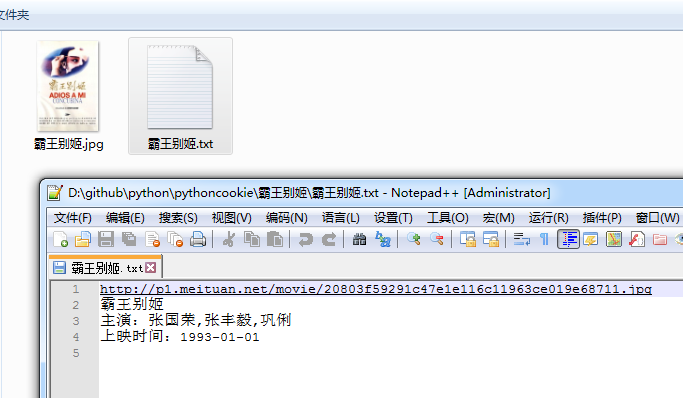 文件夹
霸王别姬
ADIOS A MI
CONCUBINA
霸王别姬.jpg
霸王别姬.txt
D:\github\python\pythoncookie\霸王别姬\霸王别姬.txt - Notepad++ [Administrator]
文件(F) 编辑(E) 搜索(S) 视图(V) 编码(N) 语言(L) 设置(T) 工具(O) 宏(M) 运行(R) 插件(P) 窗口(W)
霸王别姬.txt
1 http://p1.meituan.net/movie/20803f59291c47e1e116c11963ce019e68711.jpg
2 霸王别姬
3 主演：张国荣,张丰毅,巩俐
4 上映时间：1993-01-01
5